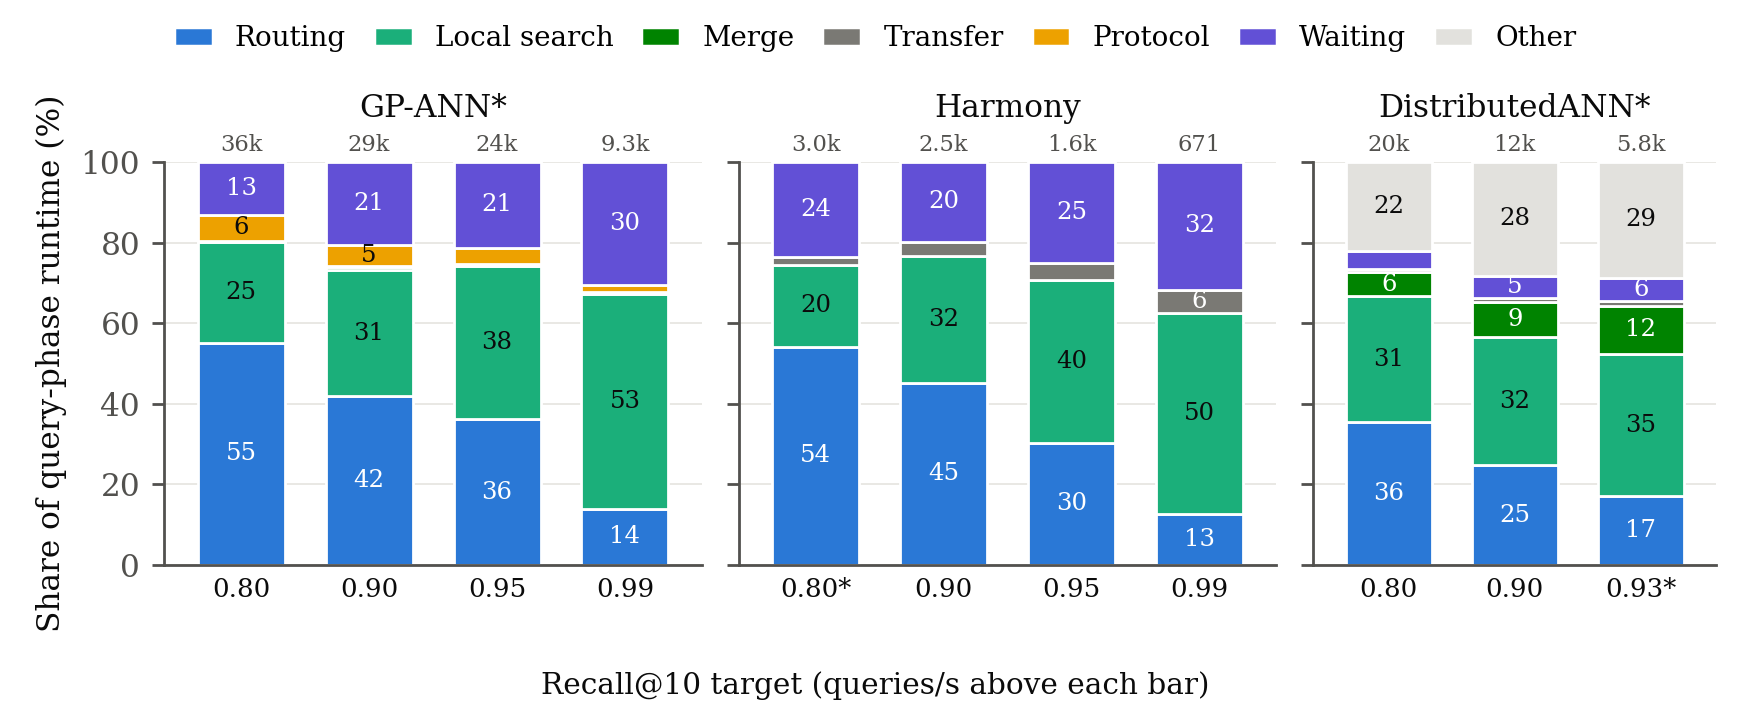 Routing Local search Merge Transfer Protocol Waiting Other
GP-ANN* Harmony DistributedANN*
36k 29k 24k 9.3k 3.0k 2.5k 1.6k 671 20k 12k 5.8k
Share of query-phase runtime (%)
100
80
60
40
20
0
13 21 21 30 24 20 25 32 22 28 29
6 5 6 6 5 6
9 12
25 31 38 53 20 32 40 50 31 32 35
55 42 36 14 54 45 30 13 36 25 17
0.80 0.90 0.95 0.99 0.80* 0.90 0.95 0.99 0.80 0.90 0.93*
Recall@10 target (queries/s above each bar)